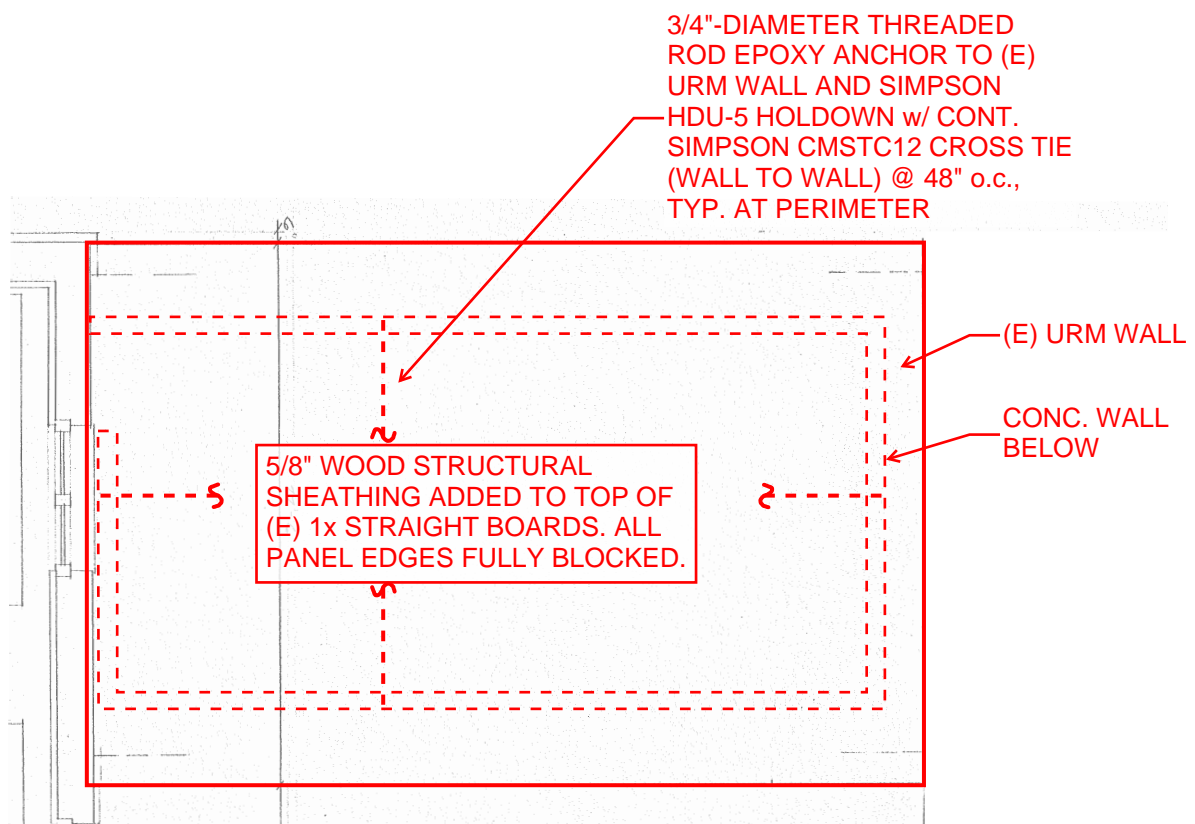 3/4"-DIAMETER THREADED
ROD EPOXY ANCHOR TO (E)
URM WALL AND SIMPSON
HDU-5 HOLDOWN w/ CONT.
SIMPSON CMSTC12 CROSS TIE
(WALL TO WALL) @ 48" o.c.,
TYP. AT PERIMETER
(E) URM WALL
CONC. WALL
BELOW
5/8" WOOD STRUCTURAL
SHEATHING ADDED TO TOP OF
(E) 1x STRAIGHT BOARDS. ALL
PANEL EDGES FULLY BLOCKED.